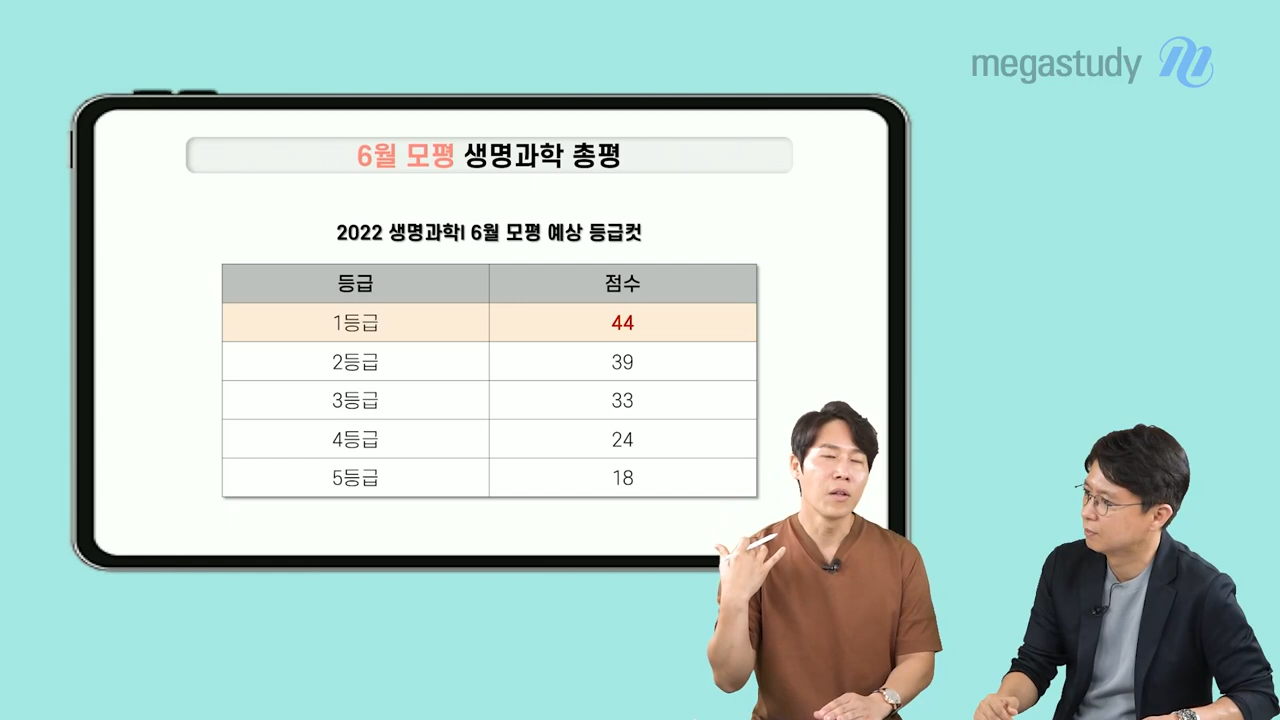 megastudy
6월 모평 생명과학 총평
2022 생명과학I 6월 모평 예상 등급컷
등급 점수
1등급 44
2등급 39
3등급 33
4등급 24
5등급 18